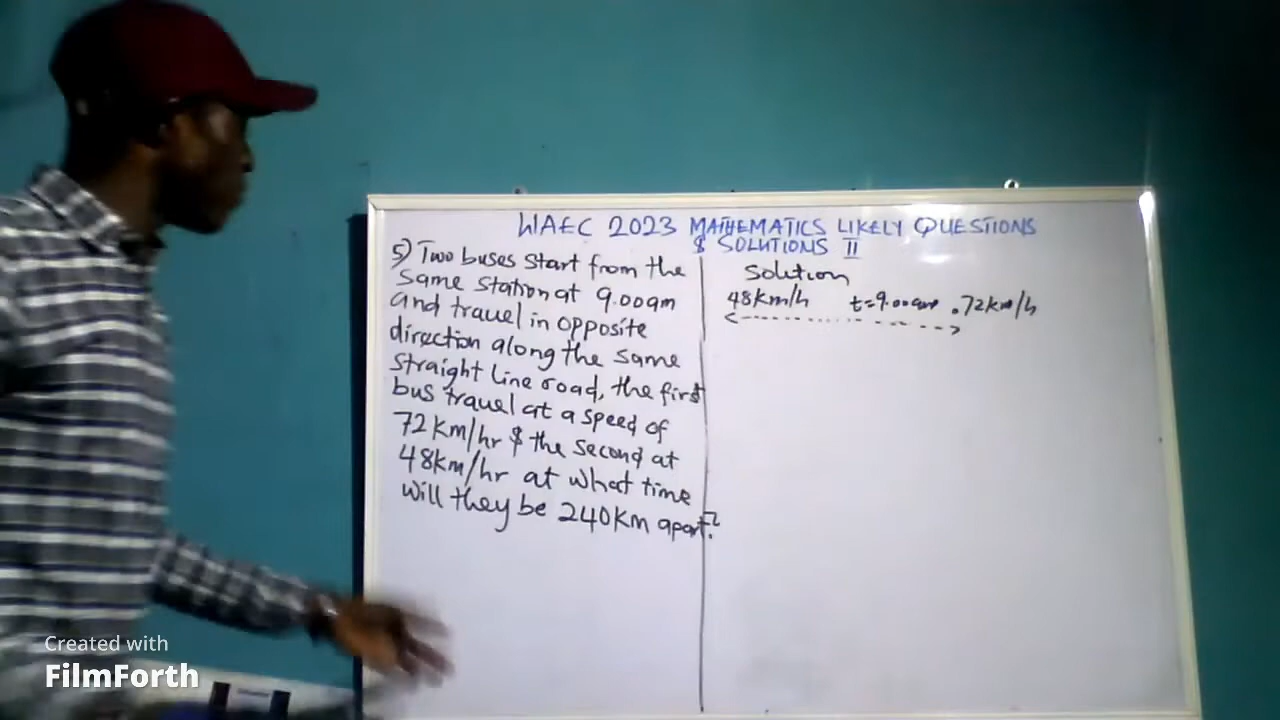 WAEC 2023 MATHEMATICS LIKELY QUESTIONS
& SOLUTIONS II
5) Two buses start from the
same station at 9.00am
and travel in opposite
direction along the same
straight line road, the first
bus travel at a speed of
72km/hr & the second at
48km/hr at what time
will they be 240km apart?
Solution
48km/h t=9.00am .72km/h
Created with
FilmForth